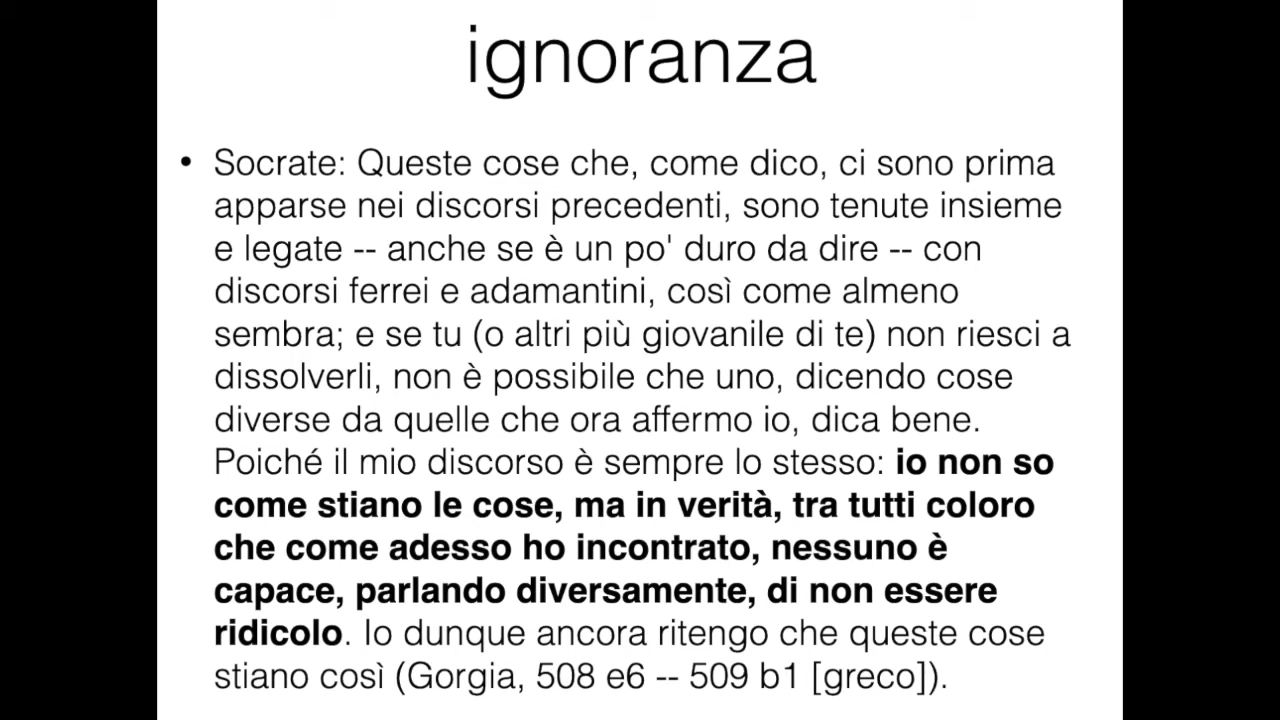 ignoranza
• Socrate: Queste cose che, come dico, ci sono prima
apparse nei discorsi precedenti, sono tenute insieme
e legate -- anche se è un po' duro da dire -- con
discorsi ferrei e adamantini, così come almeno
sembra; e se tu (o altri più giovanile di te) non riesci a
dissolverli, non è possibile che uno, dicendo cose
diverse da quelle che ora affermo io, dica bene.
Poiché il mio discorso è sempre lo stesso: io non so
come stiano le cose, ma in verità, tra tutti coloro
che come adesso ho incontrato, nessuno è
capace, parlando diversamente, di non essere
ridicolo. Io dunque ancora ritengo che queste cose
stiano così (Gorgia, 508 e6 -- 509 b1 [greco]).